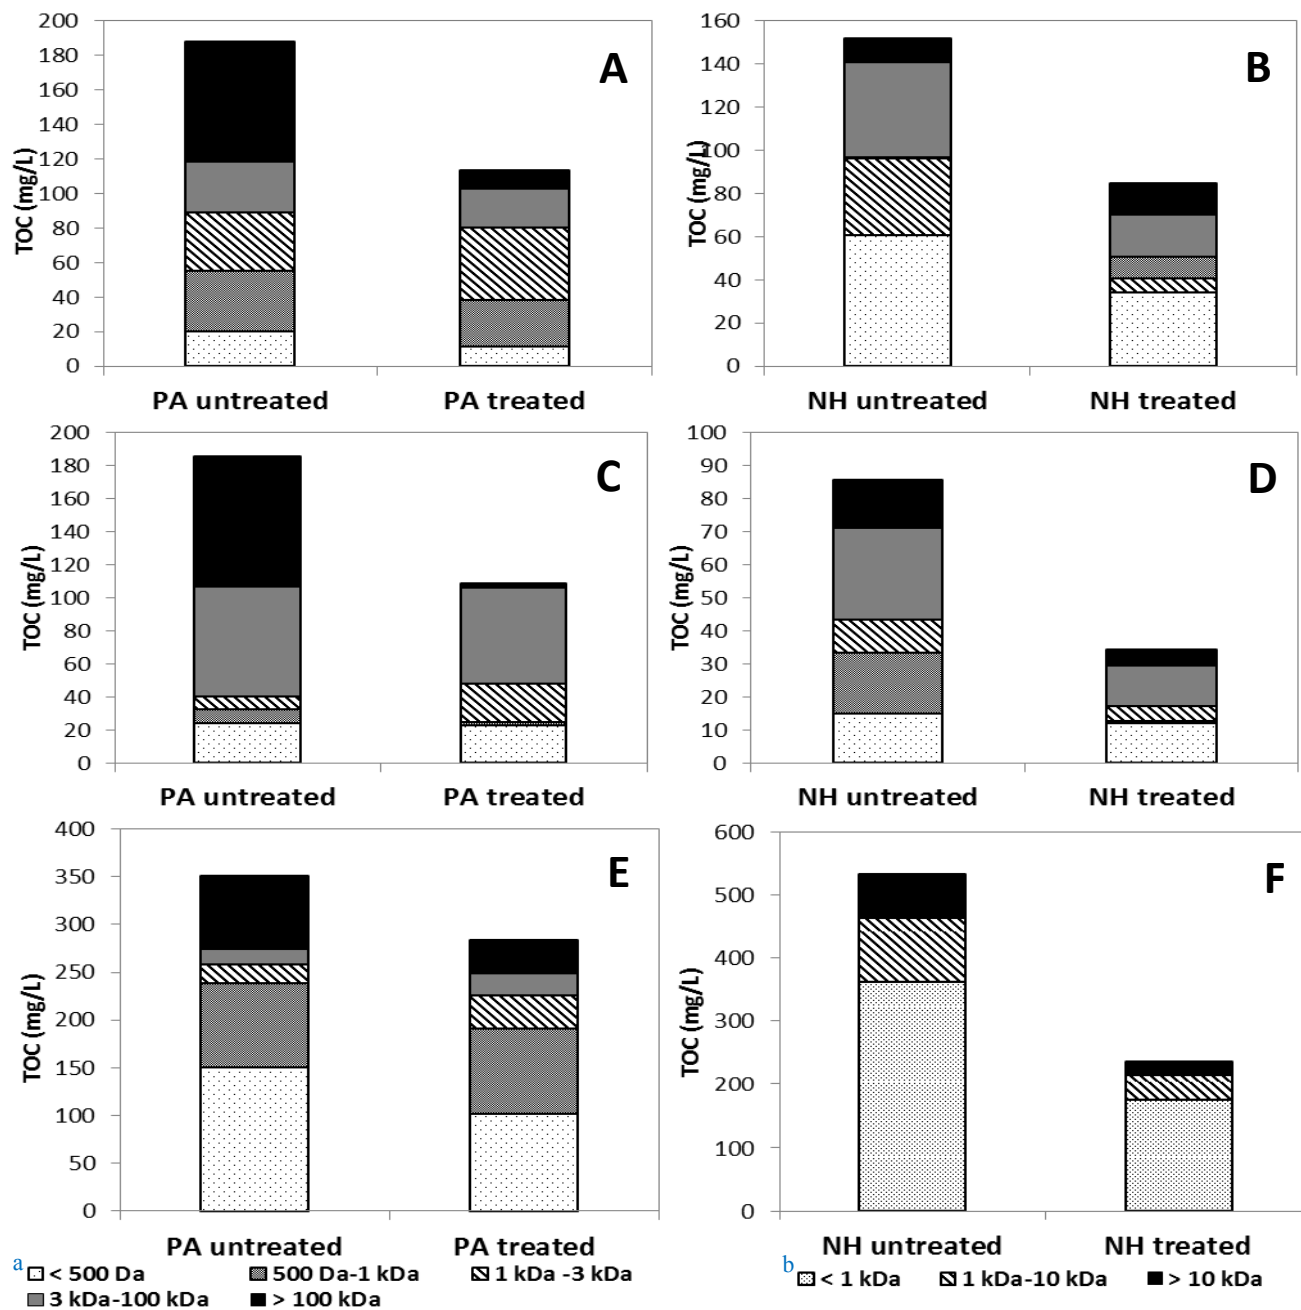 200
180
160
140
120
100
80
60
40
20
0
TOC (mg/L)
A
PA untreated
PA treated
160
140
120
100
80
60
40
20
0
TOC (mg/L)
B
NH untreated
NH treated
200
180
160
140
120
100
80
60
40
20
0
TOC (mg/L)
C
PA untreated
PA treated
100
90
80
70
60
50
40
30
20
10
0
TOC (mg/L)
D
NH untreated
NH treated
400
350
300
250
200
150
100
50
0
TOC (mg/L)
E
PA untreated
PA treated
600
500
400
300
200
100
0
TOC (mg/L)
F
NH untreated
NH treated
a
< 500 Da 500 Da-1 kDa 1 kDa -3 kDa
3 kDa-100 kDa > 100 kDa
b
< 1 kDa 1 kDa-10 kDa > 10 kDa